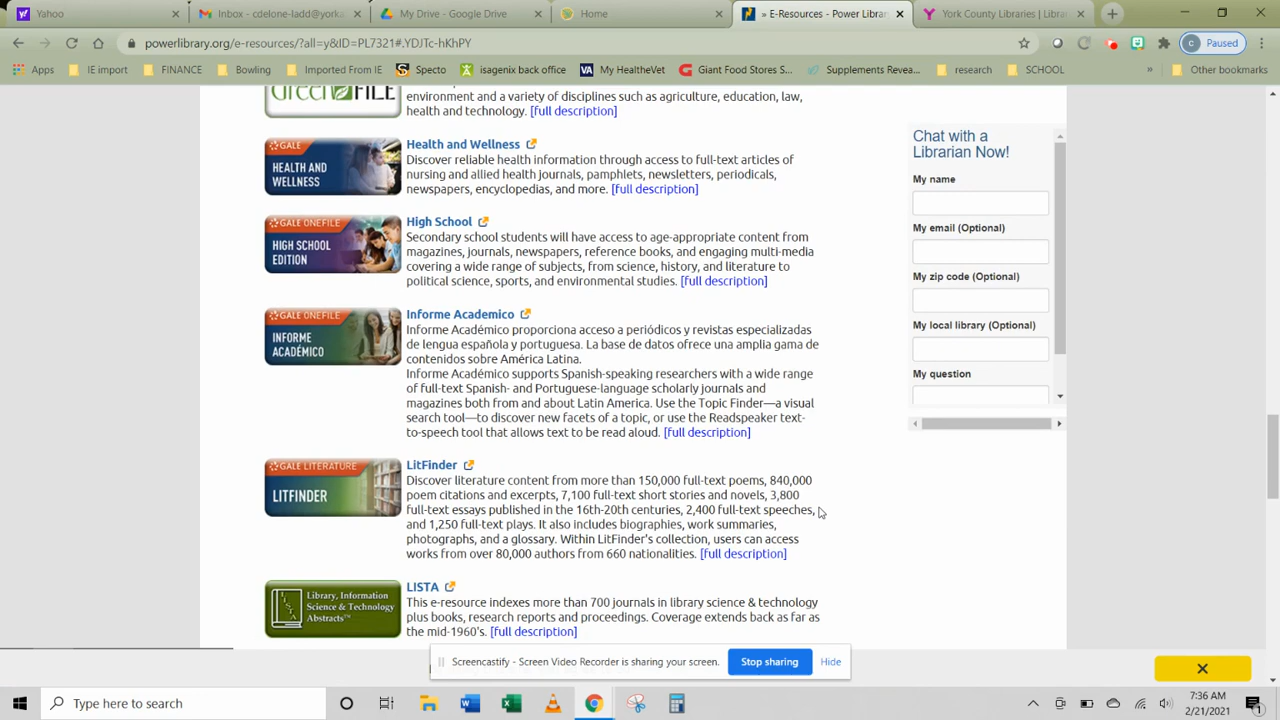 Yahoo
Inbox - cdelone-ladd@yorka
My Drive - Google Drive
Home
» E-Resources - Power Librar
York County Libraries | Librar
powerlibrary.org/e-resources/?all=y&ID=PL7321#.YDJTc-hKhPY
C Paused
Apps
IE import
FINANCE
Bowling
Imported From IE
Specto
isagenix back office
My HealtheVet
Giant Food Stores S...
Supplements Revea...
research
SCHOOL
»
Other bookmarks
GreenFILE
environment and a variety of disciplines such as agriculture, education, law,
health and technology. [full description]
GALE
HEALTH AND
WELLNESS
Health and Wellness
Discover reliable health information through access to full-text articles of
nursing and allied health journals, pamphlets, newsletters, periodicals,
newspapers, encyclopedias, and more. [full description]
GALE ONEFILE
HIGH SCHOOL
EDITION
High School
Secondary school students will have access to age-appropriate content from
magazines, journals, newspapers, reference books, and engaging multi-media
covering a wide range of subjects, from science, history, and literature to
political science, sports, and environmental studies. [full description]
GALE ONEFILE
INFORME
ACADÉMICO
Informe Academico
Informe Académico proporciona acceso a periódicos y revistas especializadas
de lengua española y portuguesa. La base de datos ofrece una amplia gama de
contenidos sobre América Latina.
Informe Académico supports Spanish-speaking researchers with a wide range
of full-text Spanish- and Portuguese-language scholarly journals and
magazines both from and about Latin America. Use the Topic Finder—a visual
search tool—to discover new facets of a topic, or use the Readspeaker text-
to-speech tool that allows text to be read aloud. [full description]
GALE LITERATURE
LITFINDER
LitFinder
Discover literature content from more than 150,000 full-text poems, 840,000
poem citations and excerpts, 7,100 full-text short stories and novels, 3,800
full-text essays published in the 16th-20th centuries, 2,400 full-text speeches,
and 1,250 full-text plays. It also includes biographies, work summaries,
photographs, and a glossary. Within LitFinder's collection, users can access
works from over 80,000 authors from 660 nationalities. [full description]
LISTA
Library, Information
Science & Technology
Abstracts™
LISTA
This e-resource indexes more than 700 journals in library science & technology
plus books, research reports and proceedings. Coverage extends back as far as
the mid-1960's. [full description]
Chat with a
Librarian Now!
My name
My email (Optional)
My zip code (Optional)
My local library (Optional)
My question
Screencastify - Screen Video Recorder is sharing your screen.
Stop sharing
Hide
Type here to search
7:36 AM
2/21/2021
1